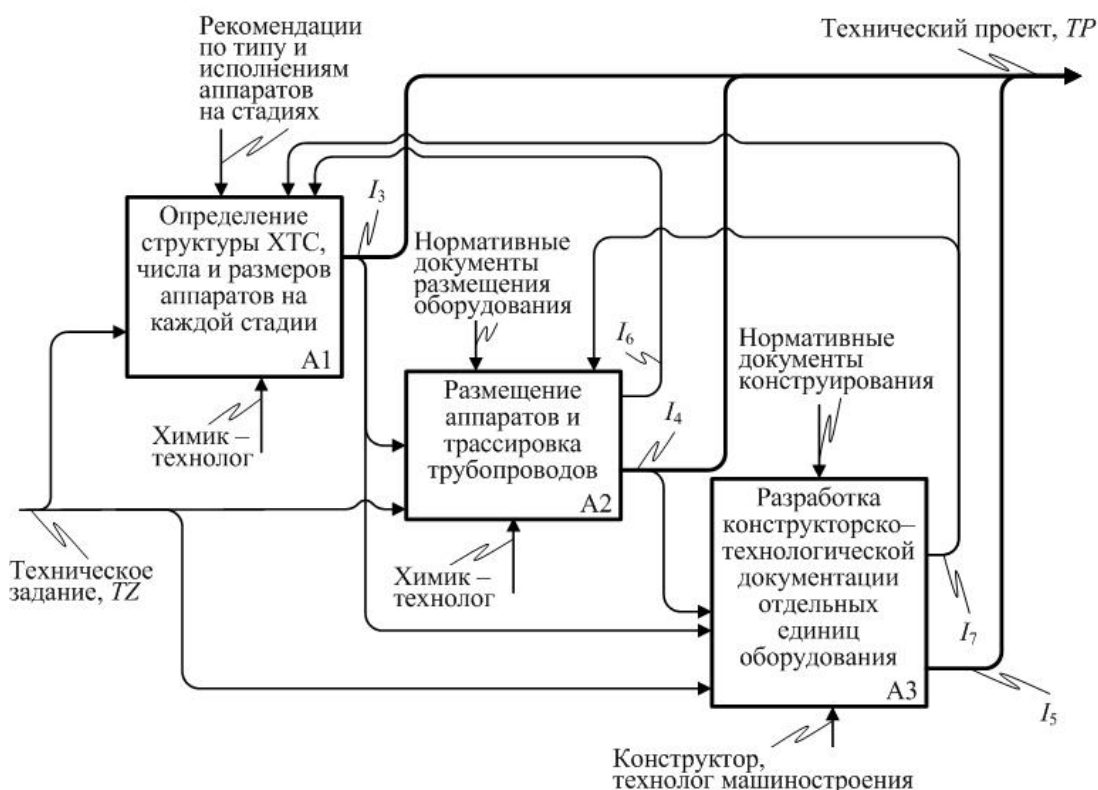 Рекомендации
по типу и
исполнениям
аппаратов
на стадиях
Технический проект, TP
Определение
структуры ХТС,
числа и размеров
аппаратов на
каждой стадии
A1
I3
Химик –
технолог
Нормативные
документы
размещения
оборудования
I6
Размещение
аппаратов и
трассировка
трубопроводов
A2
I4
Химик –
технолог
Нормативные
документы
конструирования
Разработка
конструкторско–
технологической
документации
отдельных
единиц
оборудования
A3
I7
I5
Техническое
задание, TZ
Конструктор,
технолог машиностроения